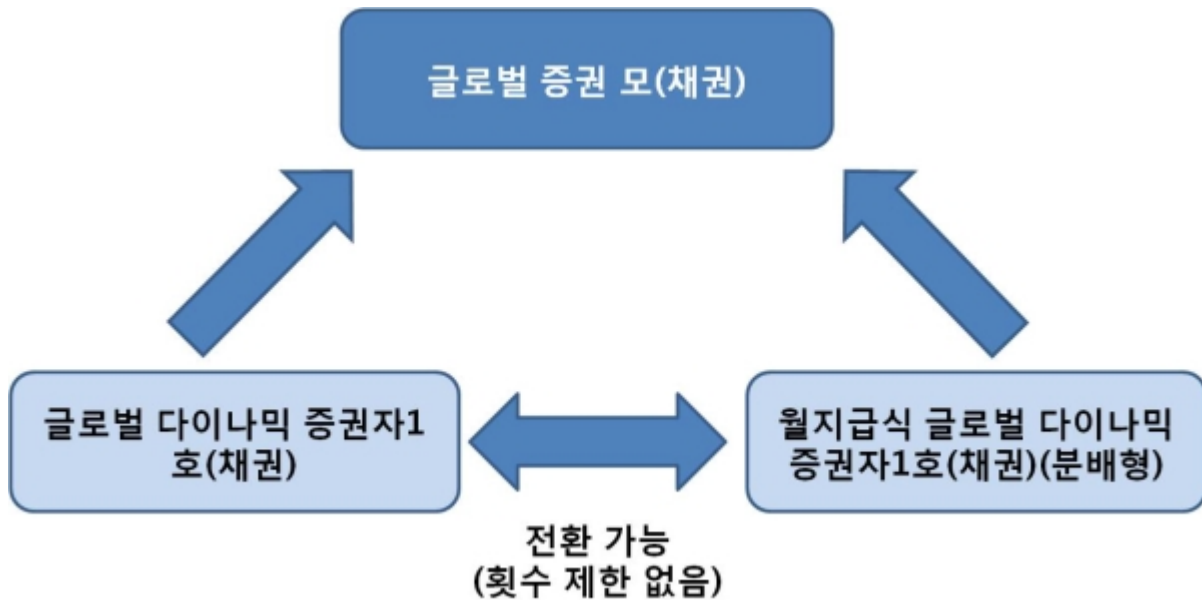 글로벌 증권 모(채권)
글로벌 다이나믹 증권자1
호(채권)
월지급식 글로벌 다이나믹
증권자1호(채권)(분배형)
전환 가능
(횟수 제한 없음)